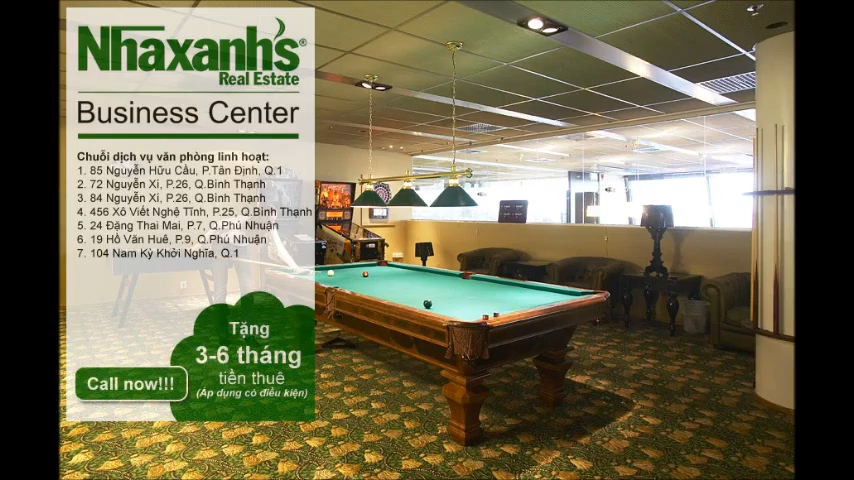 Nhaxanh's®
Real Estate
Business Center
Chuỗi dịch vụ văn phòng linh hoạt:
1. 85 Nguyễn Hữu Cầu, P.Tân Định, Q.1
2. 72 Nguyễn Xí, P.26, Q.Bình Thạnh
3. 84 Nguyễn Xí, P.26, Q.Bình Thạnh
4. 456 Xô Viết Nghệ Tĩnh, P.25, Q.Bình Thạnh
5. 24 Đặng Thai Mai, P.7, Q.Phú Nhuận
6. 19 Hồ Văn Huê, P.9, Q.Phú Nhuận
7. 104 Nam Kỳ Khởi Nghĩa, Q.1
Tặng
3-6 tháng
tiền thuê
(Áp dụng có điều kiện)
Call now!!!